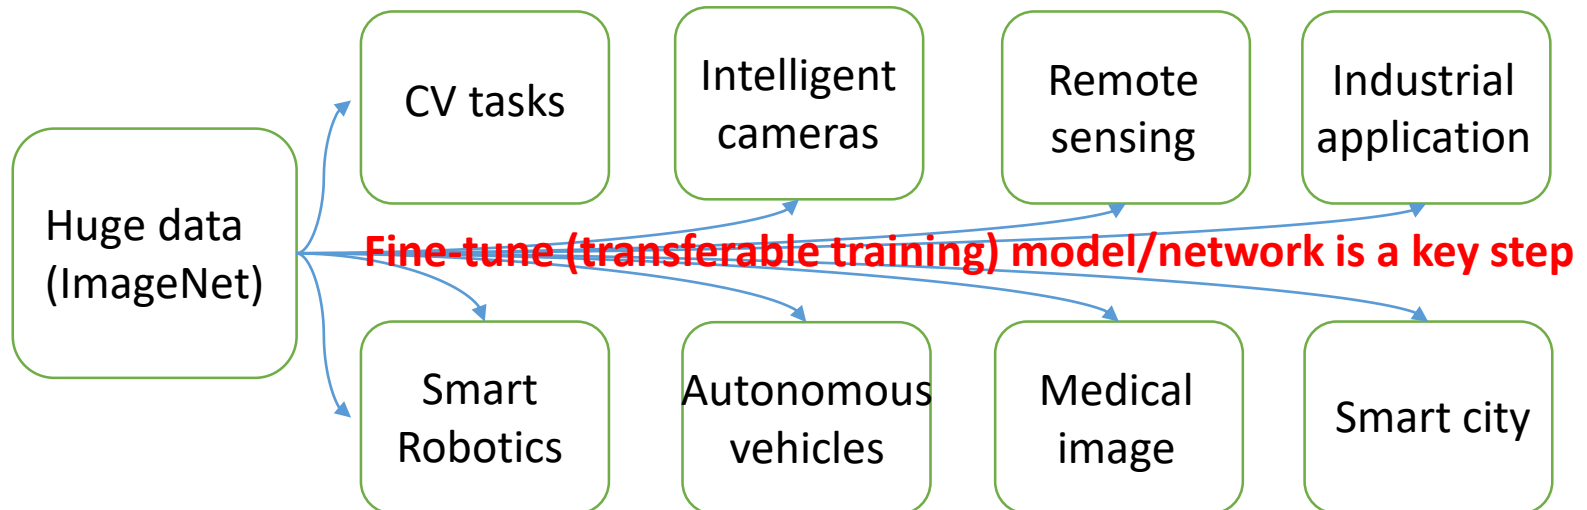 CV tasks
Intelligent
cameras
Remote
sensing
Industrial
application
Huge data
(ImageNet)
Fine-tune (transferable training) model/network is a key step
Smart
Robotics
Autonomous
vehicles
Medical
image
Smart city